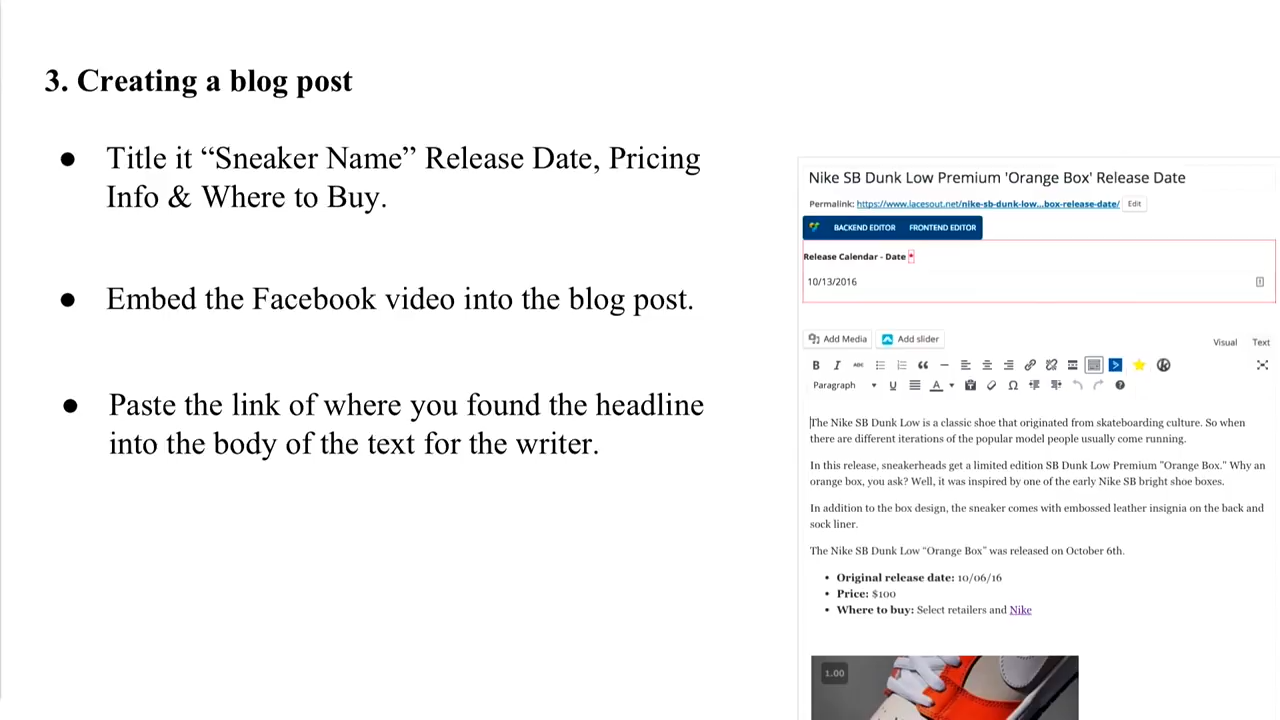 3. Creating a blog post
● Title it “Sneaker Name” Release Date, Pricing
Info & Where to Buy.
● Embed the Facebook video into the blog post.
● Paste the link of where you found the headline
into the body of the text for the writer.
Nike SB Dunk Low Premium 'Orange Box' Release Date
Permalink: https://www.lacesout.net/nike-sb-dunk-low...box-release-date/ Edit
BACKEND EDITOR FRONTEND EDITOR
Release Calendar - Date *
10/13/2016
Add Media Add slider
Visual Text
B I ABC
Paragraph U A Ω
The Nike SB Dunk Low is a classic shoe that originated from skateboarding culture. So when
there are different iterations of the popular model people usually come running.
In this release, sneakerheads get a limited edition SB Dunk Low Premium "Orange Box." Why an
orange box, you ask? Well, it was inspired by one of the early Nike SB bright shoe boxes.
In addition to the box design, the sneaker comes with embossed leather insignia on the back and
sock liner.
The Nike SB Dunk Low “Orange Box” was released on October 6th.
• Original release date: 10/06/16
• Price: $100
• Where to buy: Select retailers and Nike
1.00